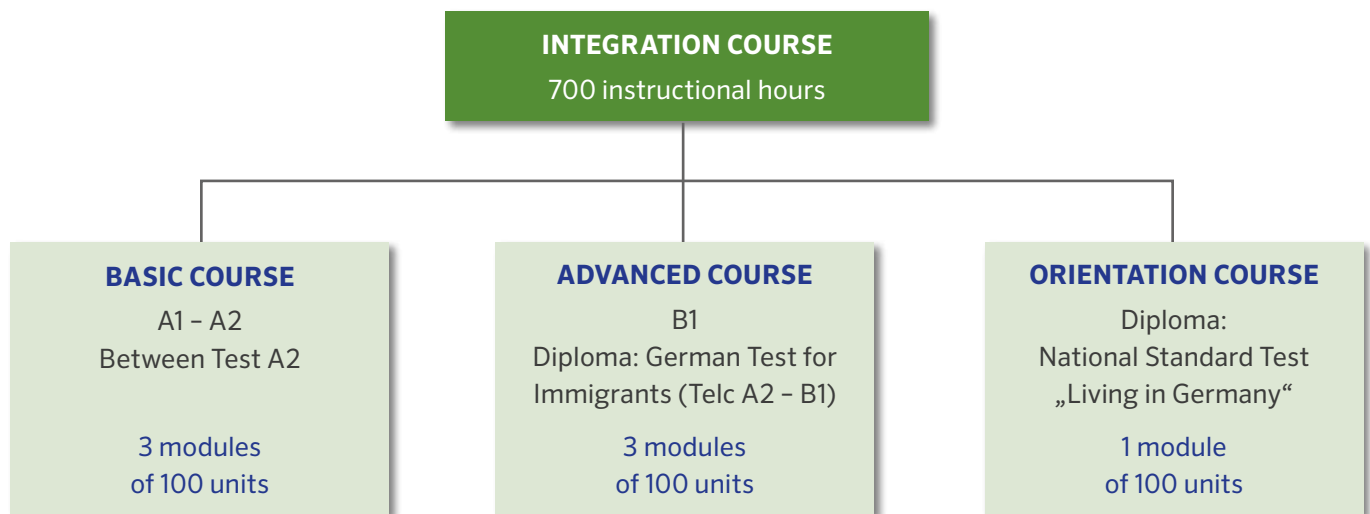 INTEGRATION COURSE
700 instructional hours
BASIC COURSE
A1 – A2
Between Test A2
3 modules
of 100 units
ADVANCED COURSE
B1
Diploma: German Test for
Immigrants (Telc A2 – B1)
3 modules
of 100 units
ORIENTATION COURSE
Diploma:
National Standard Test
„Living in Germany“
1 module
of 100 units